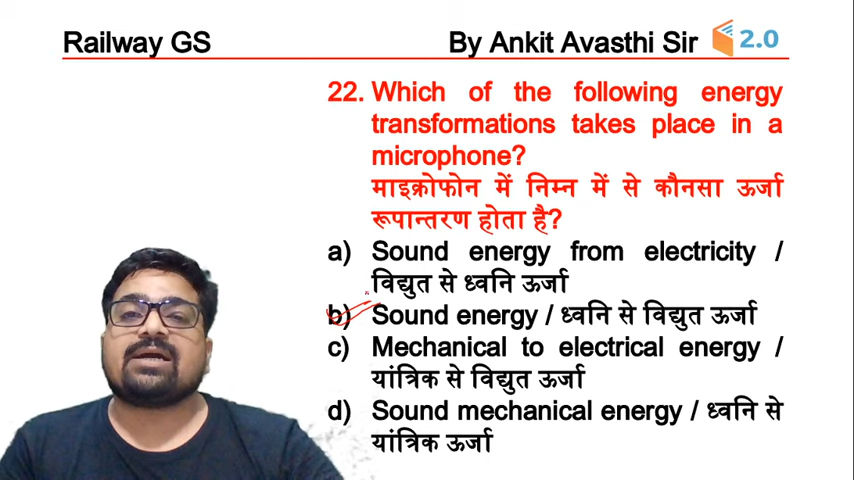 Railway GS
By Ankit Avasthi Sir
2.0
22. Which of the following energy
transformations takes place in a
microphone?
माइक्रोफोन में निम्न में से कौनसा ऊर्जा
रूपान्तरण होता है?
a) Sound energy from electricity /
विद्युत से ध्वनि ऊर्जा
b) Sound energy / ध्वनि से विद्युत ऊर्जा
c) Mechanical to electrical energy /
यांत्रिक से विद्युत ऊर्जा
d) Sound mechanical energy / ध्वनि से
यांत्रिक ऊर्जा